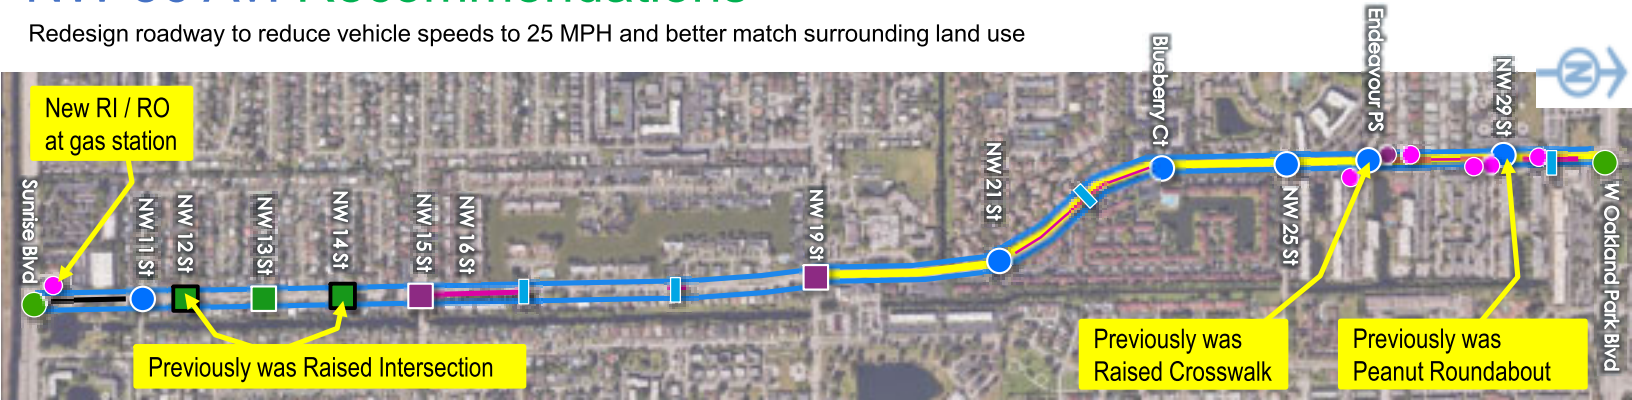 Redesign roadway to reduce vehicle speeds to 25 MPH and better match surrounding land use
New RI / RO
at gas station
Sunrise Blvd
NW 11 St
NW 12 St
NW 13 St
NW 14 St
NW 15 St
NW 16 St
NW 19 St
NW 21 St
Blueberry Ct
NW 25 St
Endeavour PS
NW 29 St
W Oakland Park Blvd
N
Previously was Raised Intersection
Previously was
Raised Crosswalk
Previously was
Peanut Roundabout